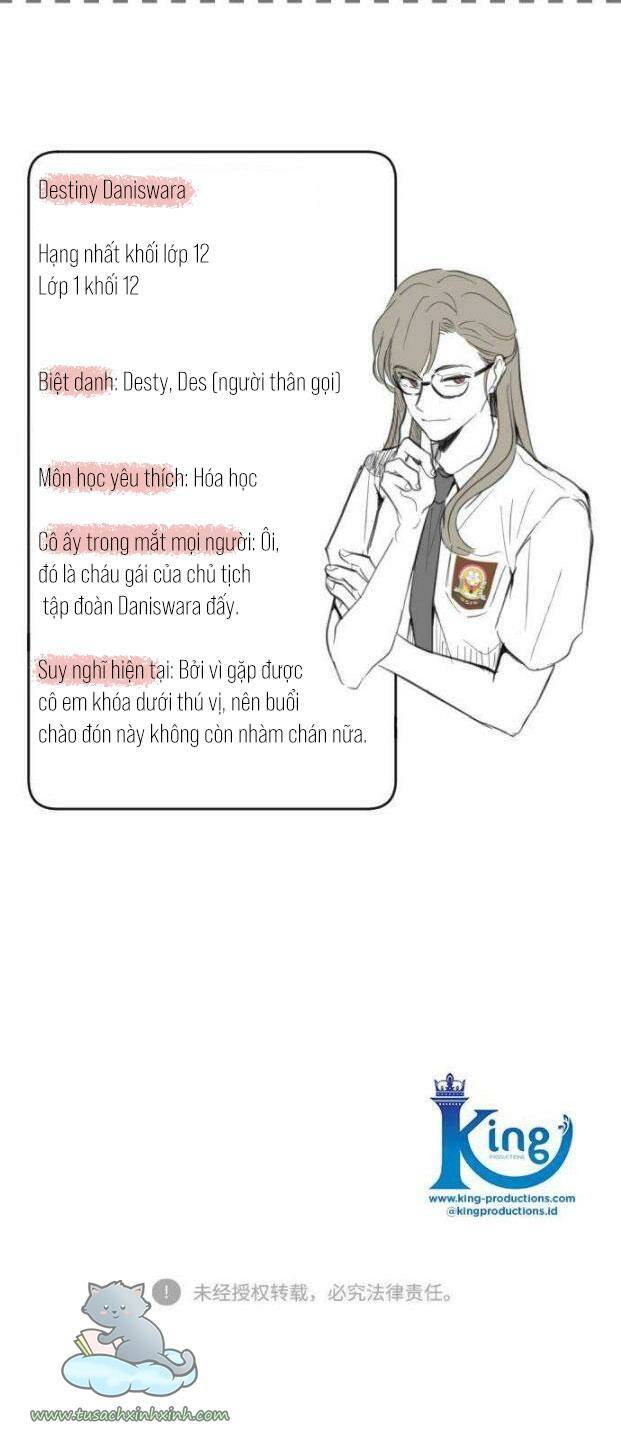 Destiny Daniswara
Hạng nhất khối lớp 12
Lớp 1 khối 12
Biệt danh: Desty, Des (người thân gọi)
Môn học yêu thích: Hóa học
Cô ấy trong mắt mọi người: Ôi,
đó là cháu gái của chủ tịch
tập đoàn Daniswara đấy.
Suy nghĩ hiện tại: Bởi vì gặp được
cô em khóa dưới thú vị, nên buổi
chào đón này không còn nhàm chán nữa.
King
PRODUCTIONS
www.king-productions.com
@kingproductions.id
! 未经授权转载，必究法律责任。
www.tusachxinhxinh.com